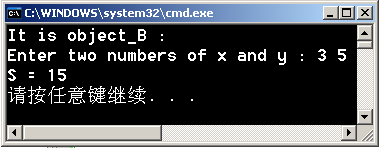 C:\WINDOWS\system32\cmd.exe
It is object_B :
Enter two numbers of x and y : 3 5
S = 15
请按任意键继续. . .